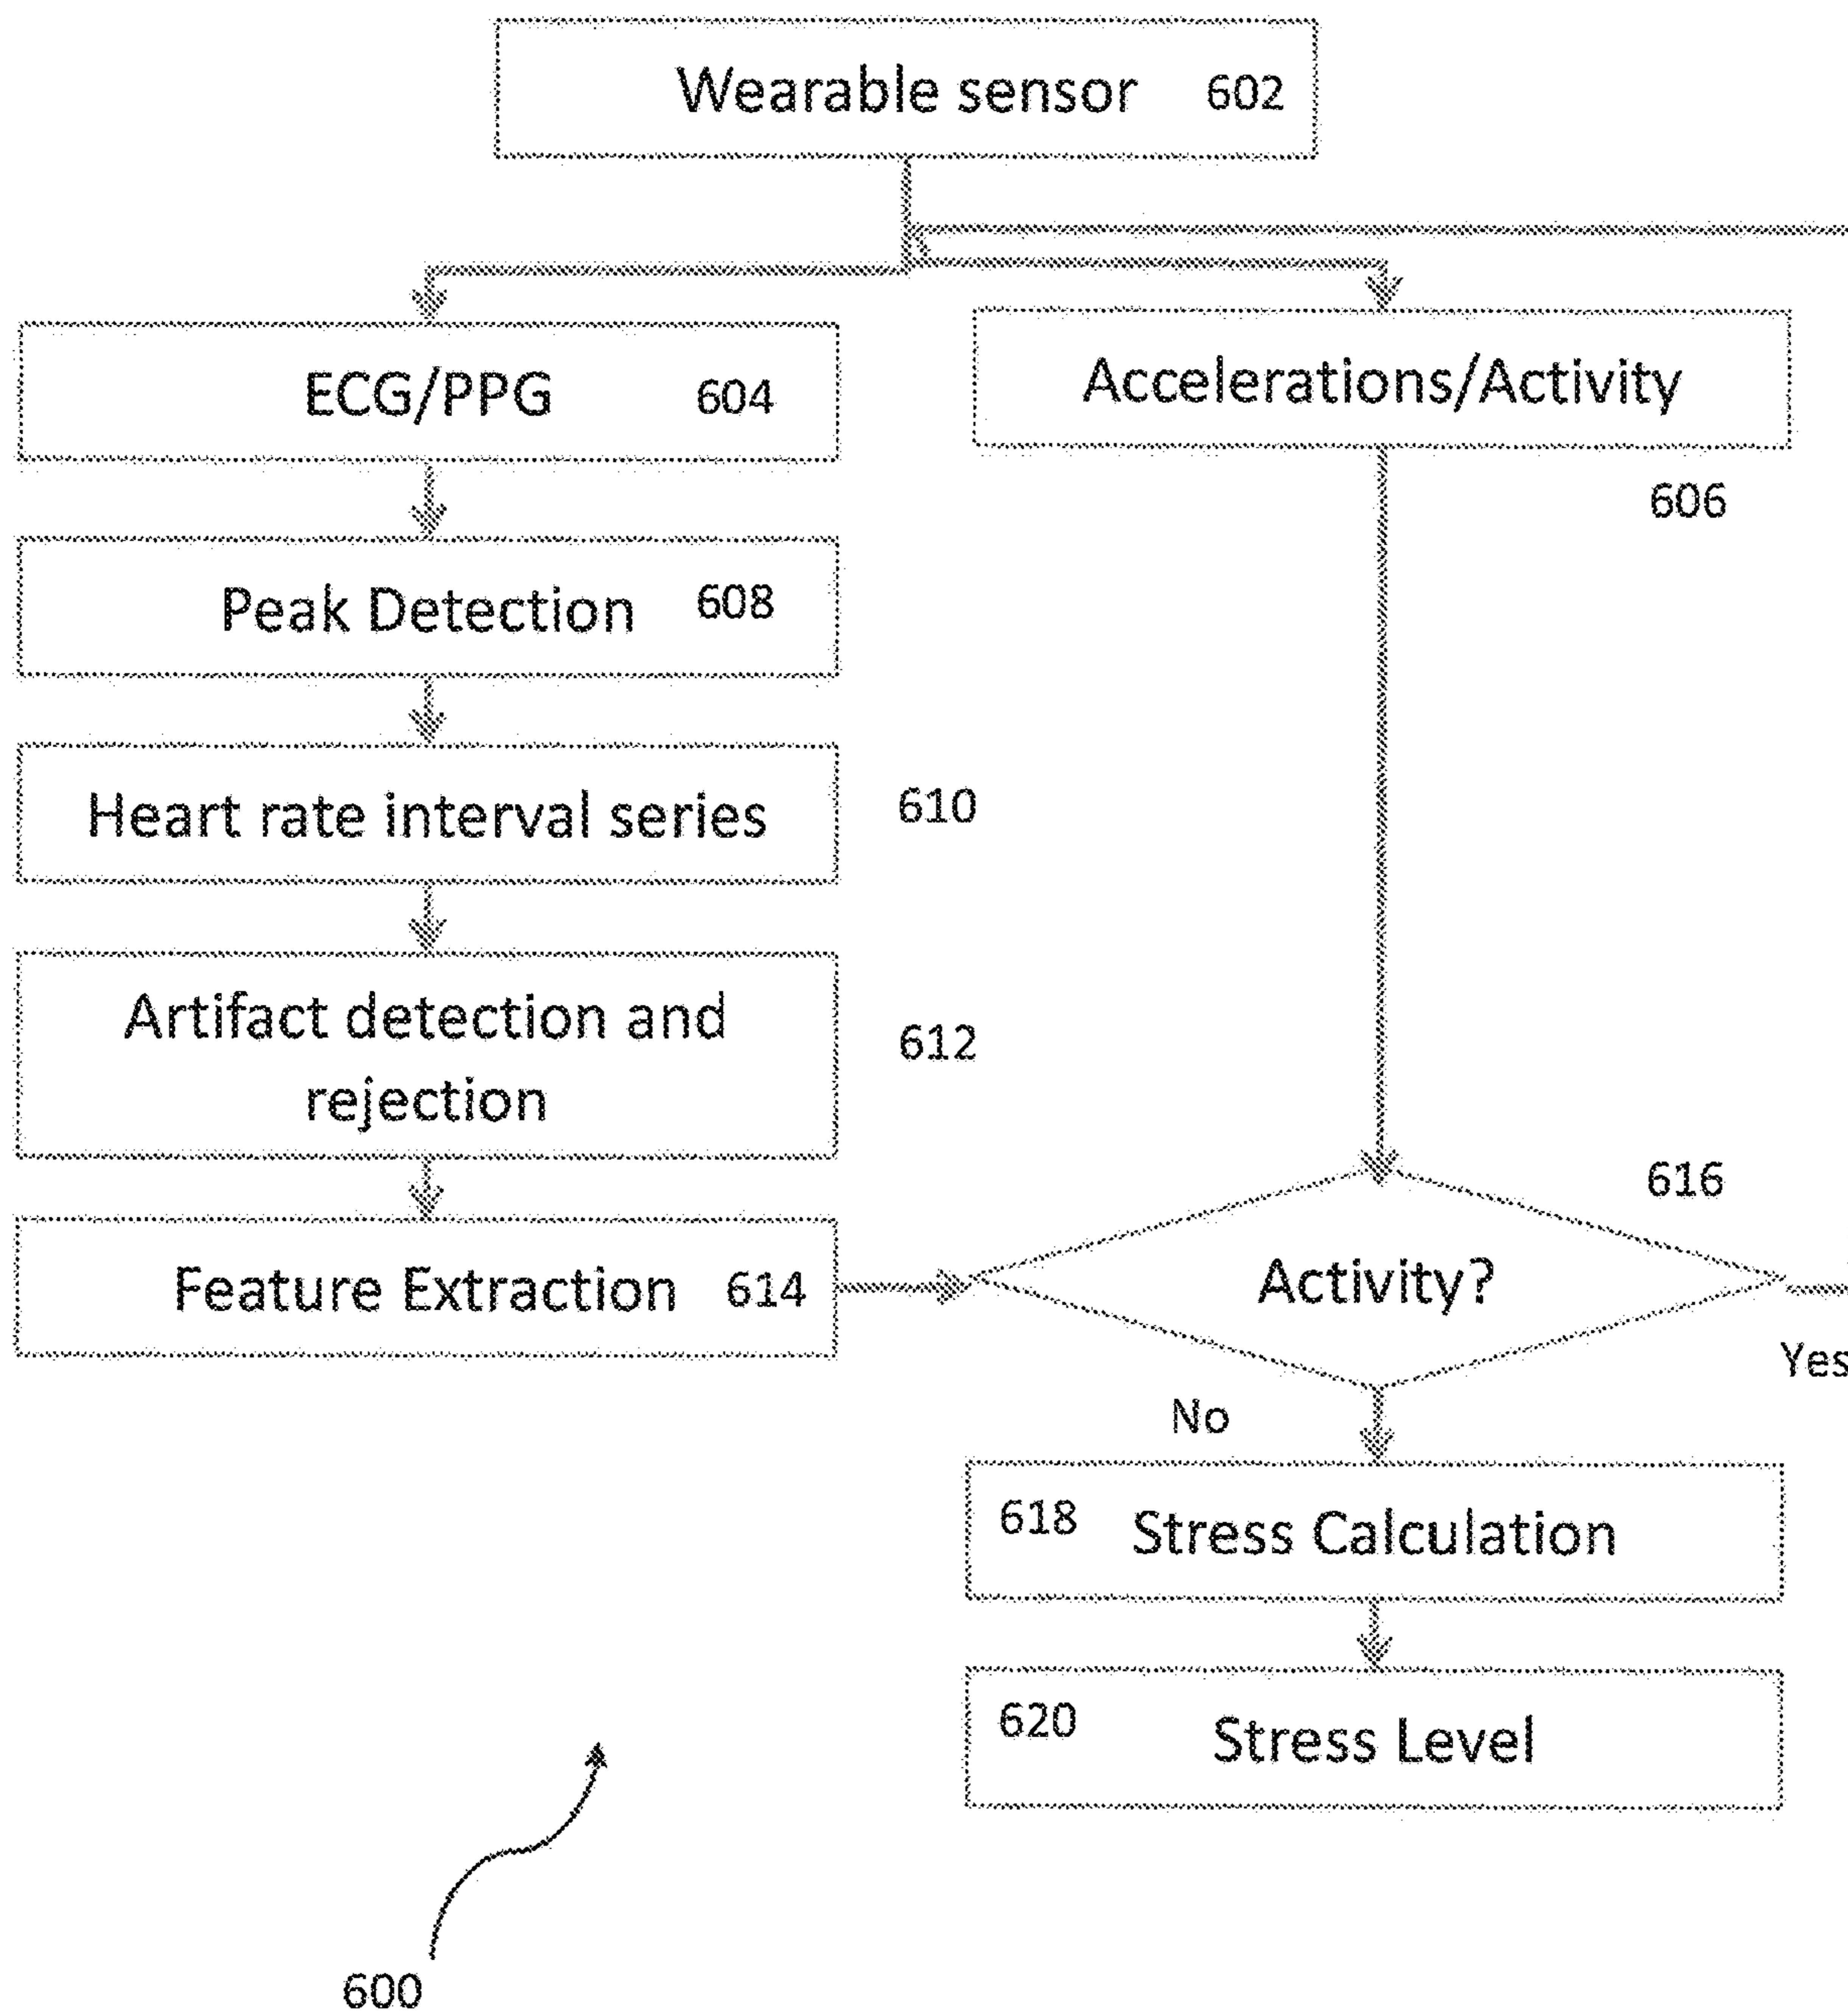 Wearable sensor 602
ECG/PPG 604
Accelerations/Activity
606
Peak Detection 608
Heart rate interval series
610
Artifact detection and
rejection
612
616
Feature Extraction 614
Activity?
Yes
No
618 Stress Calculation
620 Stress Level
600